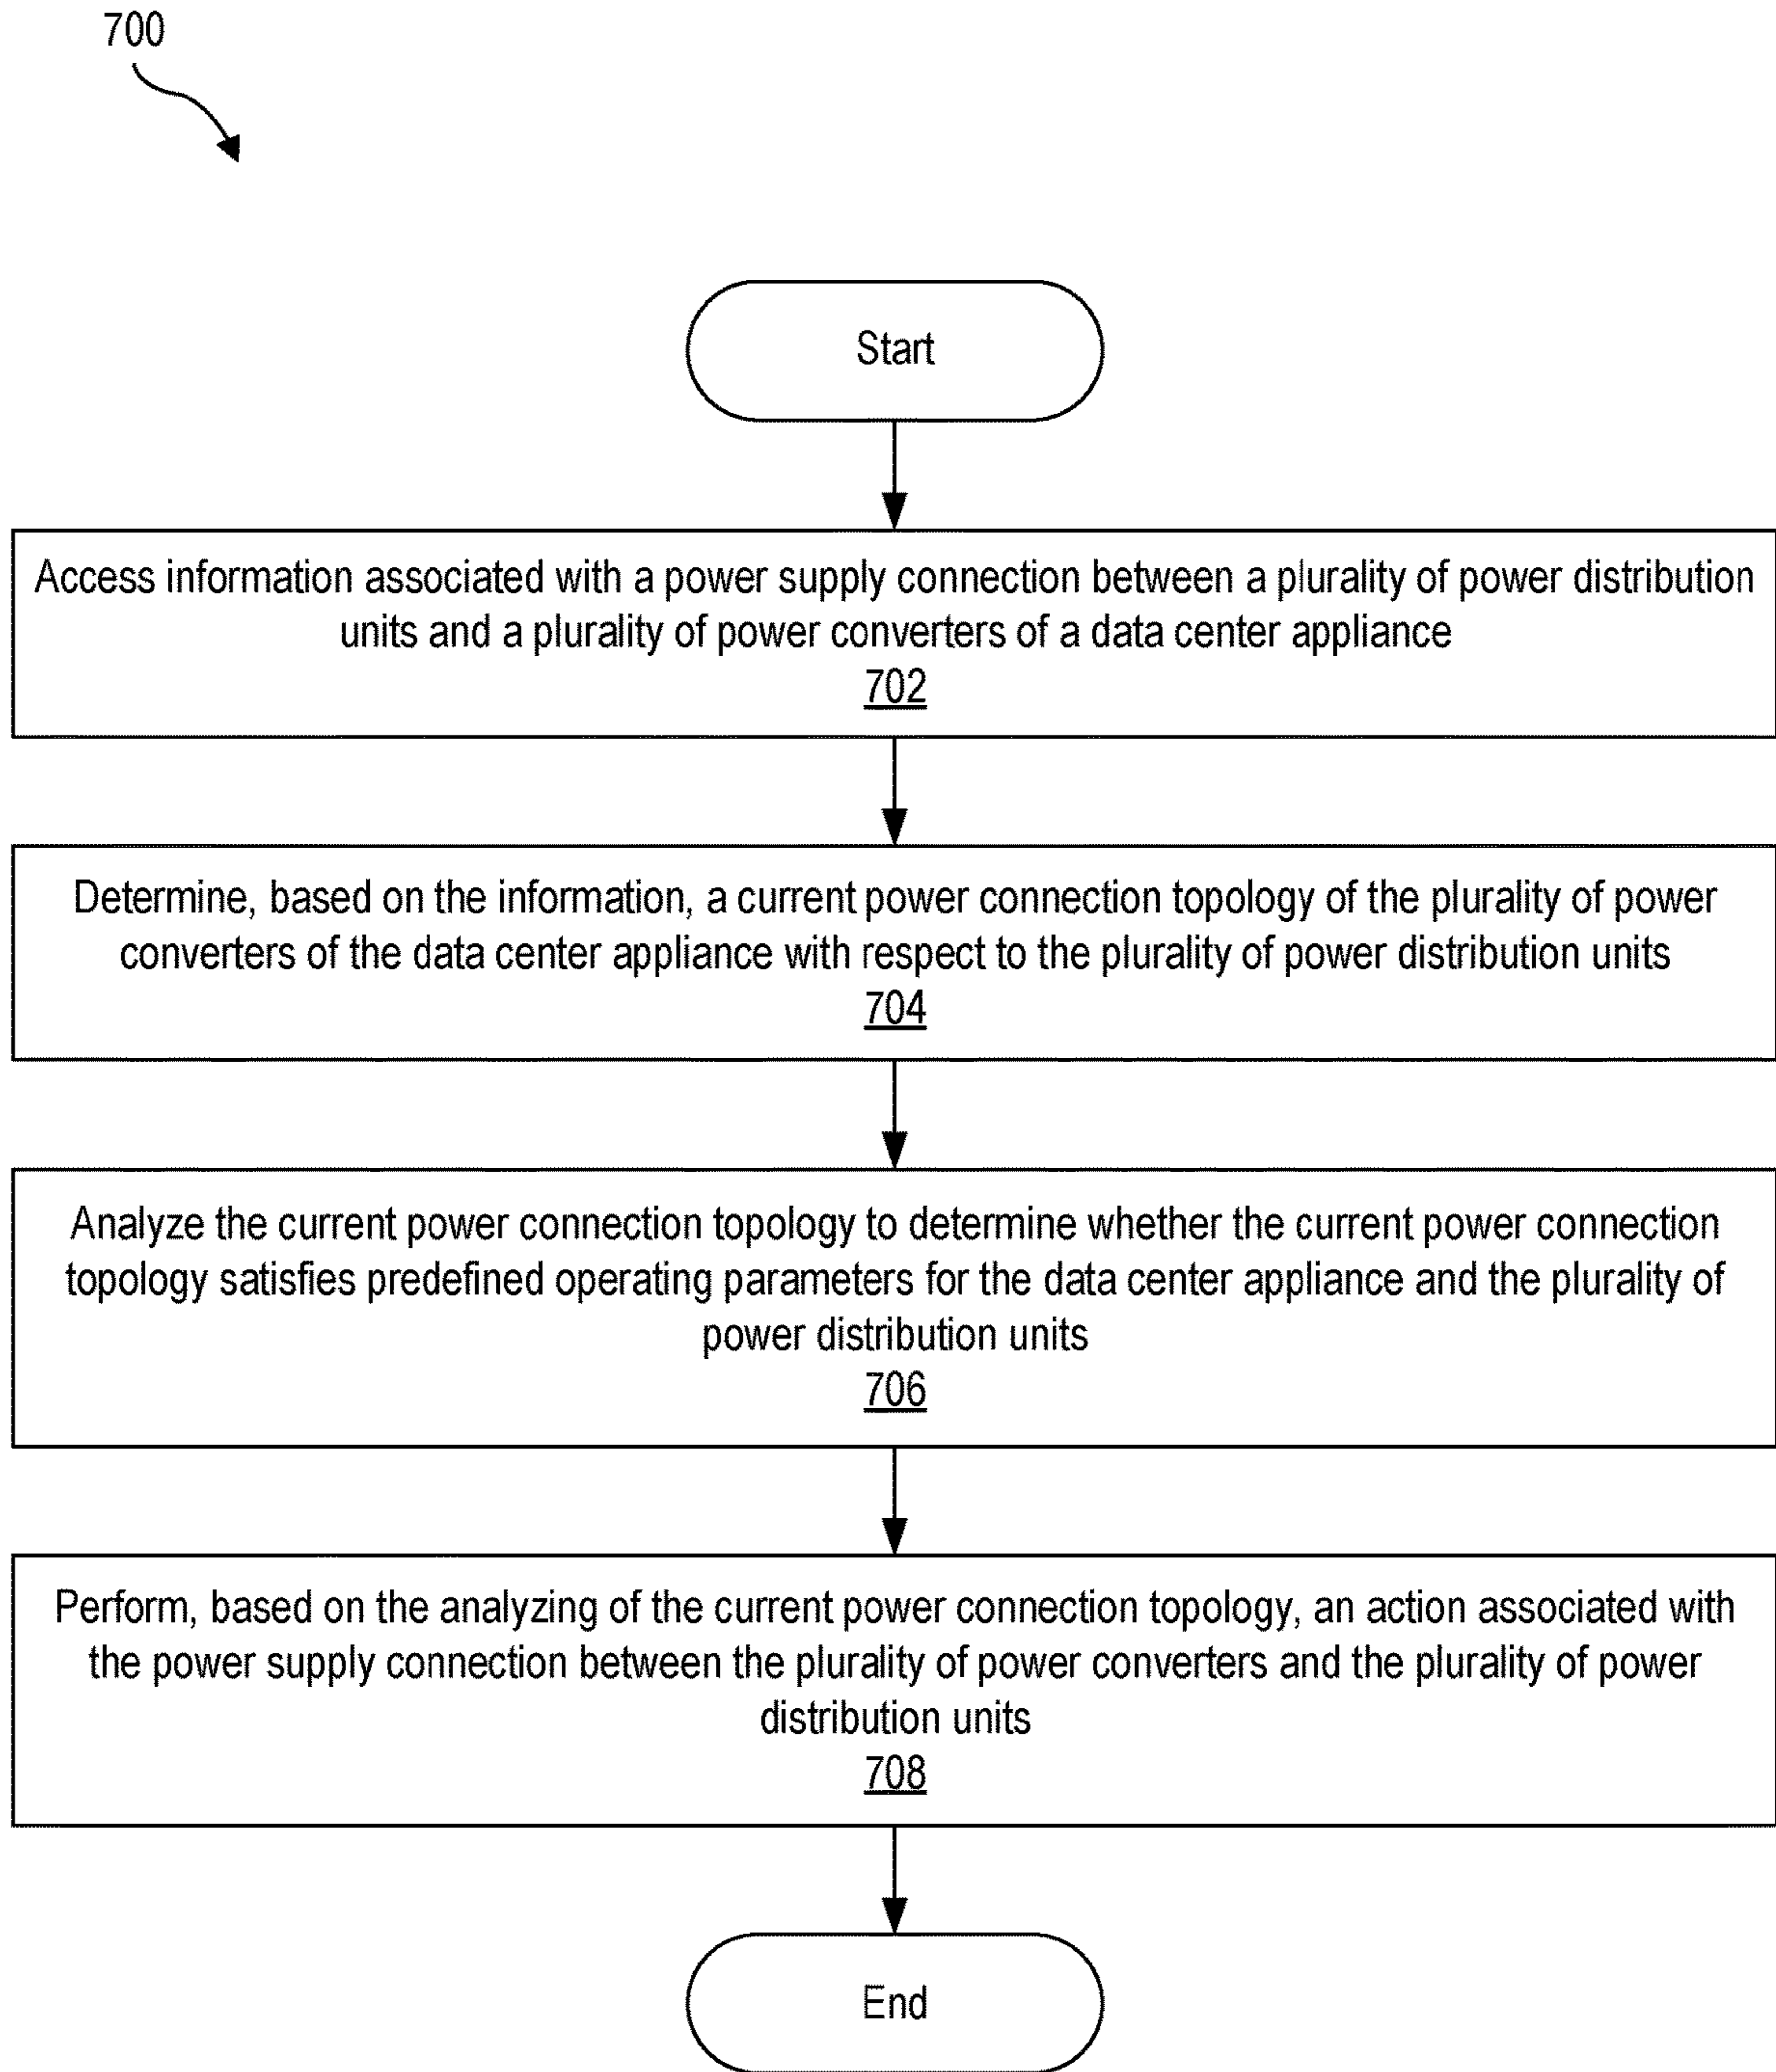 700
Start
Access information associated with a power supply connection between a plurality of power distribution
units and a plurality of power converters of a data center appliance
702
Determine, based on the information, a current power connection topology of the plurality of power
converters of the data center appliance with respect to the plurality of power distribution units
704
Analyze the current power connection topology to determine whether the current power connection
topology satisfies predefined operating parameters for the data center appliance and the plurality of
power distribution units
706
Perform, based on the analyzing of the current power connection topology, an action associated with
the power supply connection between the plurality of power converters and the plurality of power
distribution units
708
End